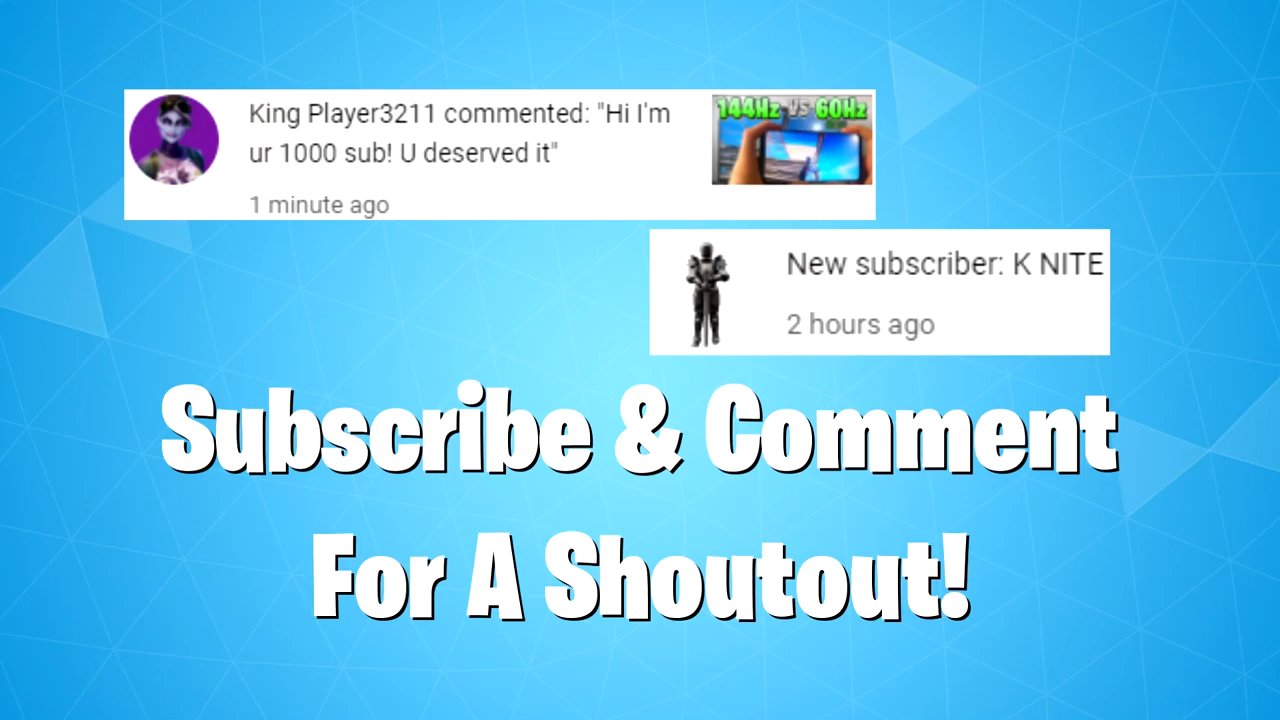 King Player3211 commented: "Hi I'm
ur 1000 sub! U deserved it"
1 minute ago
144Hz VS 60Hz
New subscriber: K NITE
2 hours ago
Subscribe & Comment
For A Shoutout!